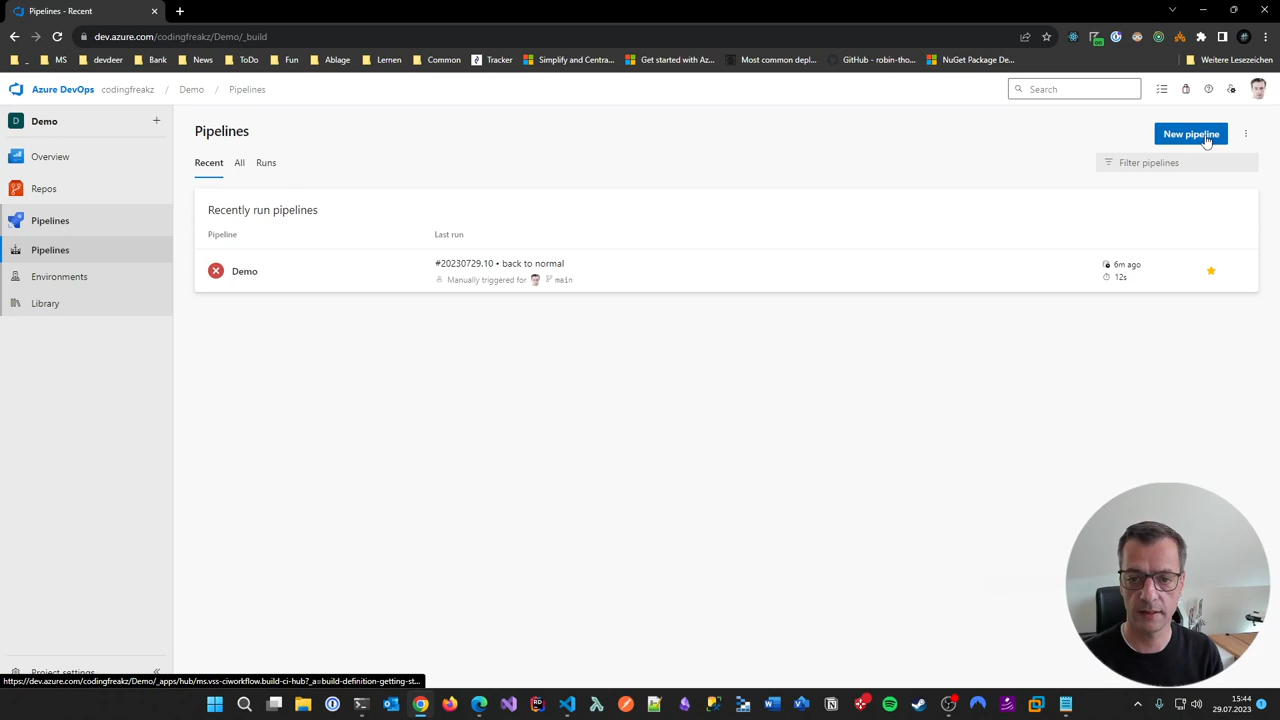 Pipelines - Recent
dev.azure.com/codingfreakz/Demo/_build
_ MS devdeer Bank News ToDo Fun Ablage Lernen Common Tracker Simplify and Centra... Get started with Az... Most common depl... GitHub - robin-tho... NuGet Package De... Weitere Lesezeichen
Azure DevOps codingfreakz / Demo / Pipelines
Search
D Demo
Overview
Repos
Pipelines
Pipelines
Environments
Library
Project settings
Pipelines
New pipeline
Recent All Runs
Filter pipelines
Recently run pipelines
Pipeline Last run
Demo
#20230729.10 • back to normal
Manually triggered for main
6m ago
12s
https://dev.azure.com/codingfreakz/Demo/_apps/hub/ms.vss-ciworkflow.build-ci-hub?_a=build-definition-getting-st...
15:44
29.07.2023